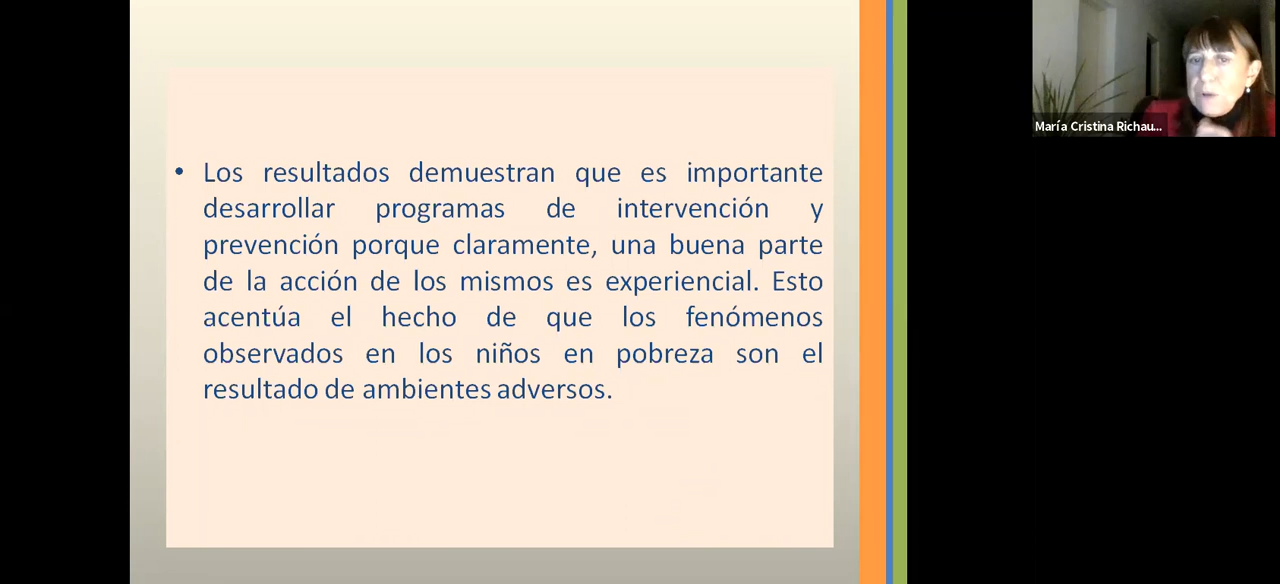 • Los resultados demuestran que es importante
desarrollar programas de intervención y
prevención porque claramente, una buena parte
de la acción de los mismos es experiencial. Esto
acentúa el hecho de que los fenómenos
observados en los niños en pobreza son el
resultado de ambientes adversos.
María Cristina Richau...